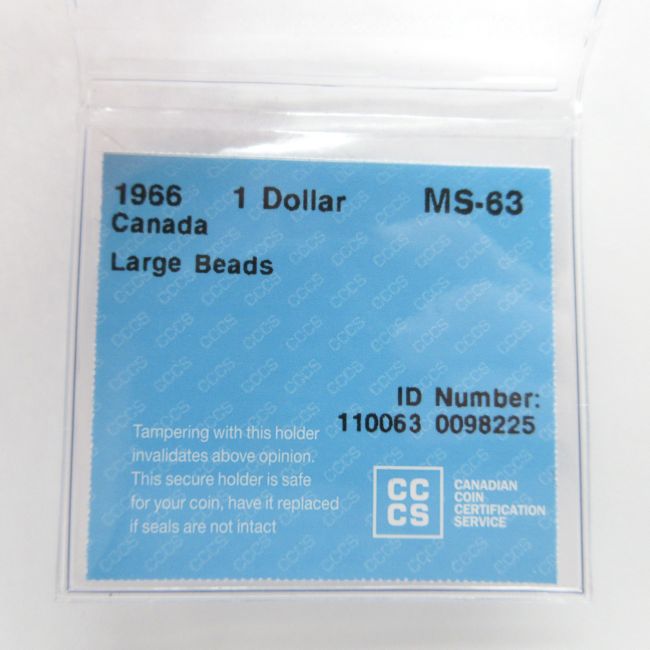 1966 1 Dollar MS-63
Canada
Large Beads
ID Number:
110063 0098225
Tampering with this holder
invalidates above opinion.
This secure holder is safe
for your coin, have it replaced
if seals are not intact
CC
CS
CANADIAN
COIN
CERTIFICATION
SERVICE